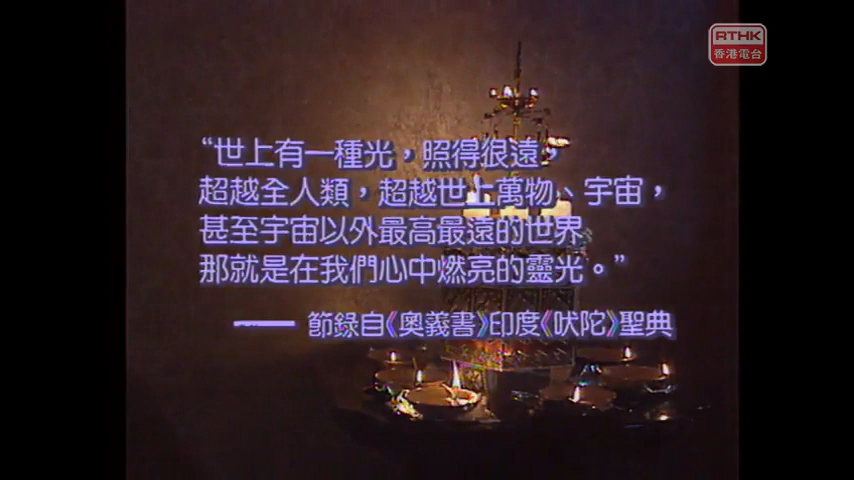 RTHK
香港電台
“世上有一種光，照得很遠，
超越全人類，超越世上萬物、宇宙，
甚至宇宙以外最高最遠的世界，
那就是在我們心中燃亮的靈光。”
—— 節錄自《奧義書》印度《吠陀》聖典